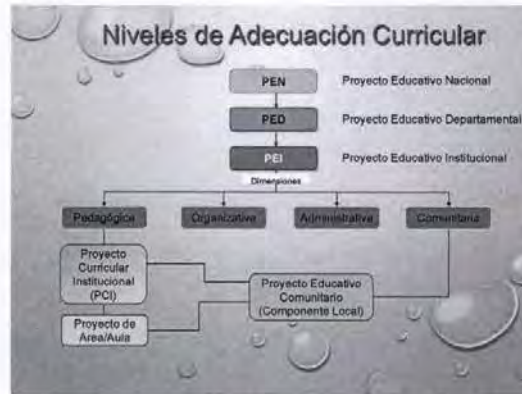 Niveles de Adecuación Curricular
PEN Proyecto Educativo Nacional
PED Proyecto Educativo Departamental
PEI Proyecto Educativo Institucional
Dimensiones
Pedagógica Organizativa Administrativa Comunitaria
Proyecto
Curricular
Institucional
(PCI)
Proyecto Educativo
Comunitario
(Componente Local)
Proyecto de
Area/Aula